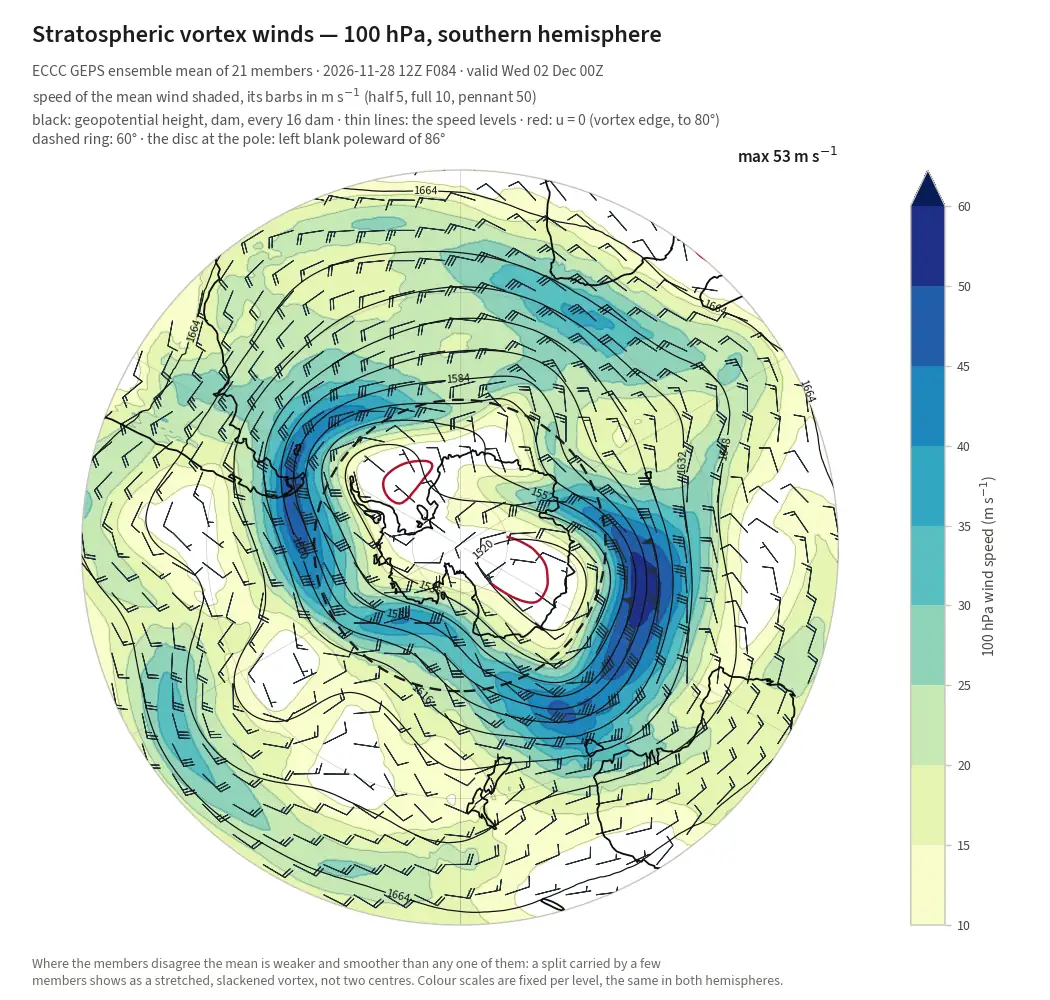 Stratospheric vortex winds — 100 hPa, southern hemisphere
ECCC GEPS ensemble mean of 21 members · 2026-11-28 12Z F084 · valid Wed 02 Dec 00Z
speed of the mean wind shaded, its barbs in m s⁻¹ (half 5, full 10, pennant 50)
black: geopotential height, dam, every 16 dam · thin lines: the speed levels · red: u = 0 (vortex edge, to 80°)
dashed ring: 60° · the disc at the pole: left blank poleward of 86°
max 53 m s⁻¹
1664
1664
1664
1584
1664
1648
1632
1520
1616
1664
60
50
45
40
35
30
25
20
15
10
100 hPa wind speed (m s⁻¹)
Where the members disagree the mean is weaker and smoother than any one of them: a split carried by a few
members shows as a stretched, slackened vortex, not two centres. Colour scales are fixed per level, the same in both hemispheres.